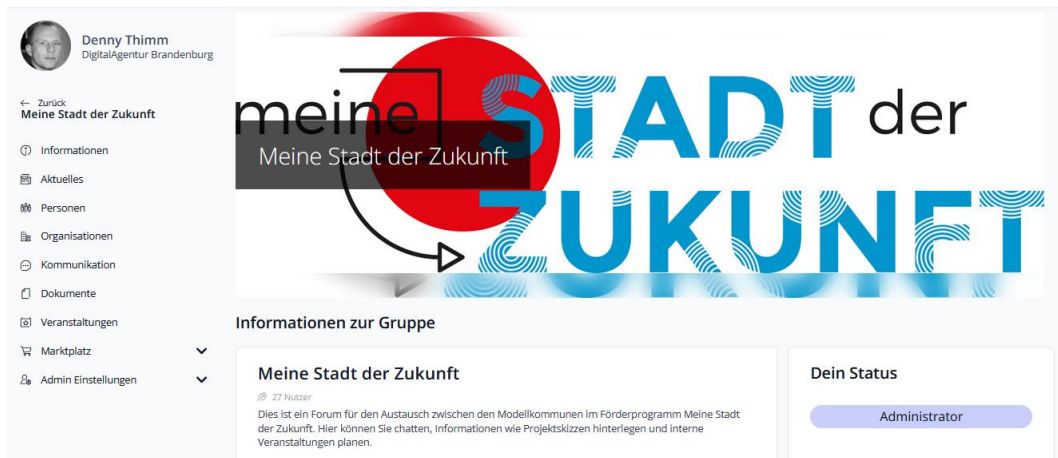 Denny Thimm
DigitalAgentur Brandenburg
← Zurück
Meine Stadt der Zukunft
Informationen
Aktuelles
Personen
Organisationen
Kommunikation
Dokumente
Veranstaltungen
Marktplatz
Admin Einstellungen
meine STADT der
ZUKUNFT
Meine Stadt der Zukunft
Informationen zur Gruppe
Meine Stadt der Zukunft
27 Nutzer
Dies ist ein Forum für den Austausch zwischen den Modellkommunen im Förderprogramm Meine Stadt
der Zukunft. Hier können Sie chatten, Informationen wie Projektskizzen hinterlegen und interne
Veranstaltungen planen.
Dein Status
Administrator